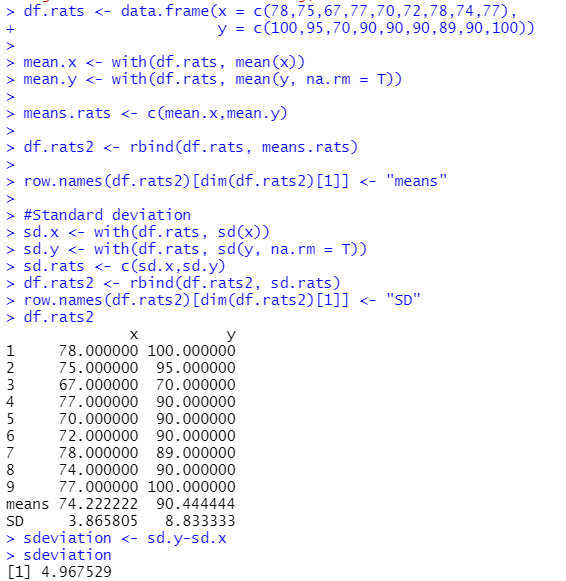 > df.rats <- data.frame(x = c(78,75,67,77,70,72,78,74,77),
+                       y = c(100,95,70,90,90,90,89,90,100))
>
> mean.x <- with(df.rats, mean(x))
> mean.y <- with(df.rats, mean(y, na.rm = T))
>
> means.rats <- c(mean.x,mean.y)
>
> df.rats2 <- rbind(df.rats, means.rats)
>
> row.names(df.rats2)[dim(df.rats2)[1]] <- "means"
>
> #Standard deviation
> sd.x <- with(df.rats, sd(x))
> sd.y <- with(df.rats, sd(y, na.rm = T))
> sd.rats <- c(sd.x,sd.y)
> df.rats2 <- rbind(df.rats2, sd.rats)
> row.names(df.rats2)[dim(df.rats2)[1]] <- "SD"
> df.rats2
              x          y
1     78.000000 100.000000
2     75.000000  95.000000
3     67.000000  70.000000
4     77.000000  90.000000
5     70.000000  90.000000
6     72.000000  90.000000
7     78.000000  89.000000
8     74.000000  90.000000
9     77.000000 100.000000
means 74.222222  90.444444
SD     3.865805   8.833333
> sdeviation <- sd.y-sd.x
> sdeviation
[1] 4.967529